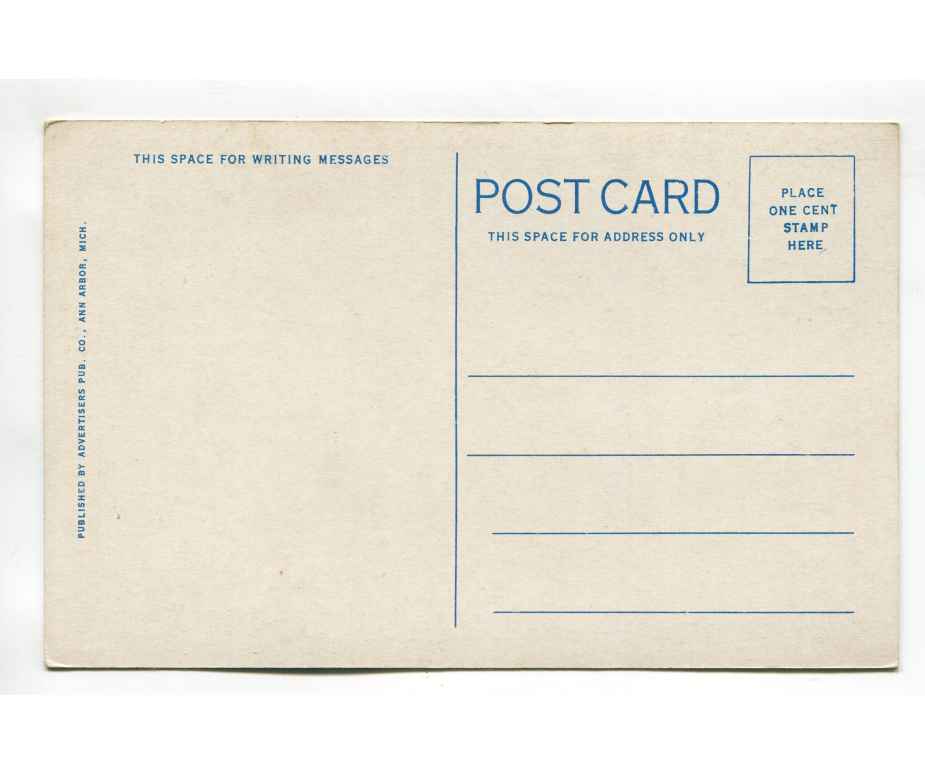 THIS SPACE FOR WRITING MESSAGES
PUBLISHED BY ADVERTISERS PUB. CO., ANN ARBOR, MICH.
POST CARD
THIS SPACE FOR ADDRESS ONLY
PLACE
ONE CENT
STAMP
HERE